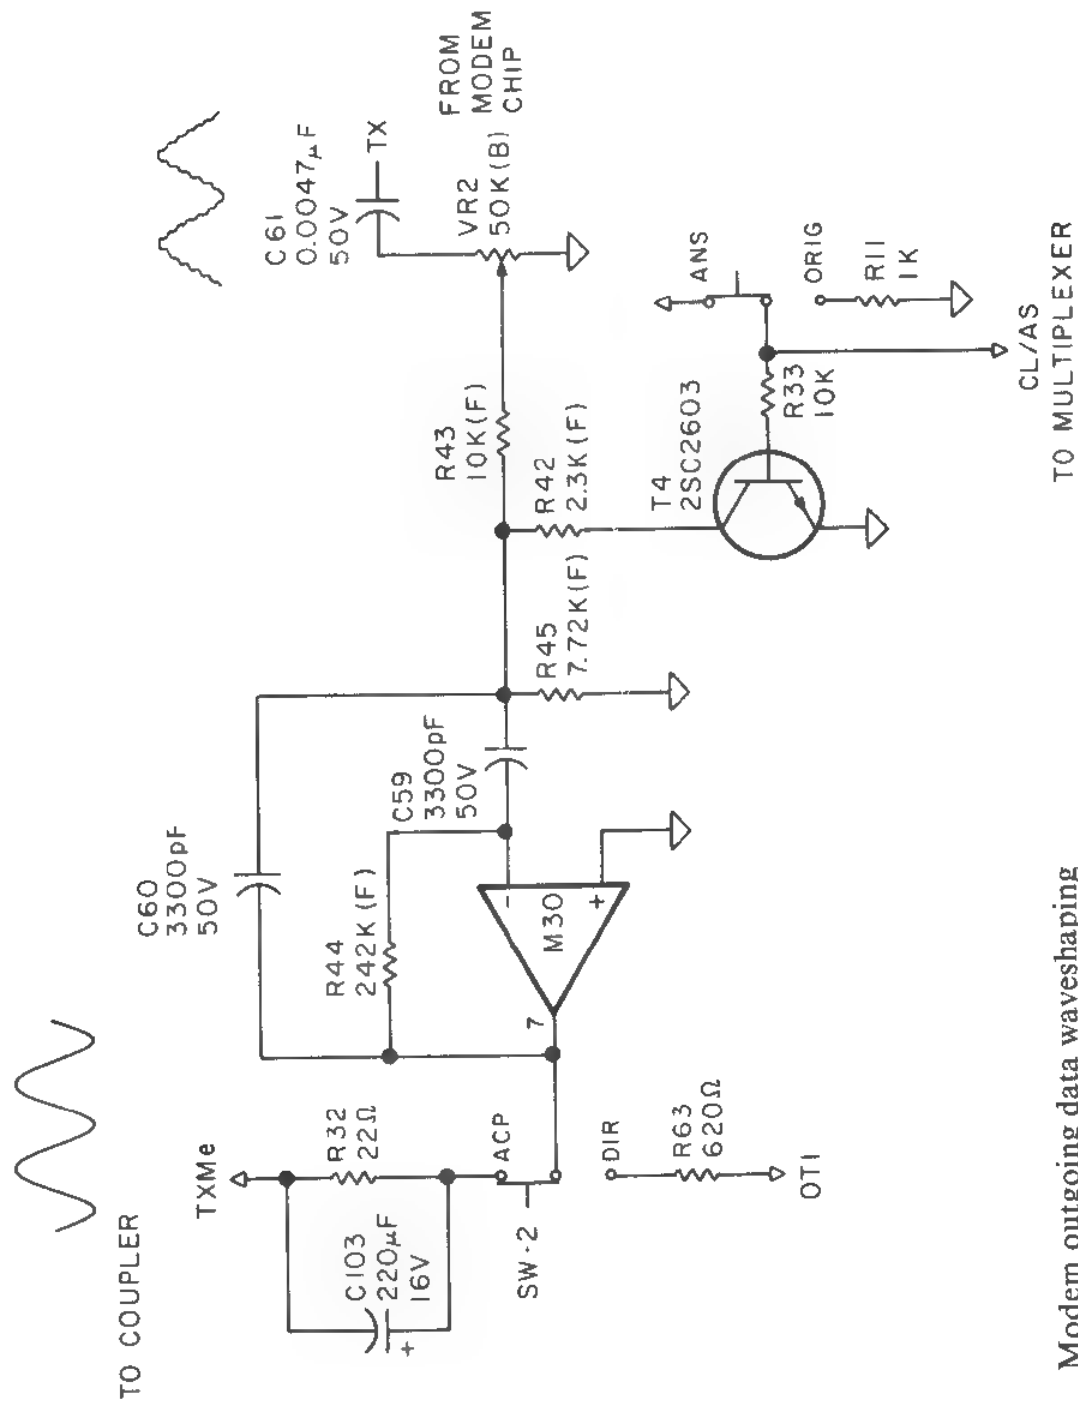 TO COUPLER
TXMe
C103
220µF
16V
+
R32
22Ω
SW-2
ACP
DIR
R63
620Ω
OTI
C60
3300pF
50V
R44
242K(F)
7
M30
-
+
C59
3300pF
50V
R45
7.72K(F)
R43
10K(F)
R42
2.3K(F)
T4
2SC2603
R33
10K
C61
0.0047µF
50V
TX
VR2
50K(B)
FROM
MODEM
CHIP
ANS
ORIG
R11
1K
CL/AS
TO MULTIPLEXER
Modem outgoing data waveshaping